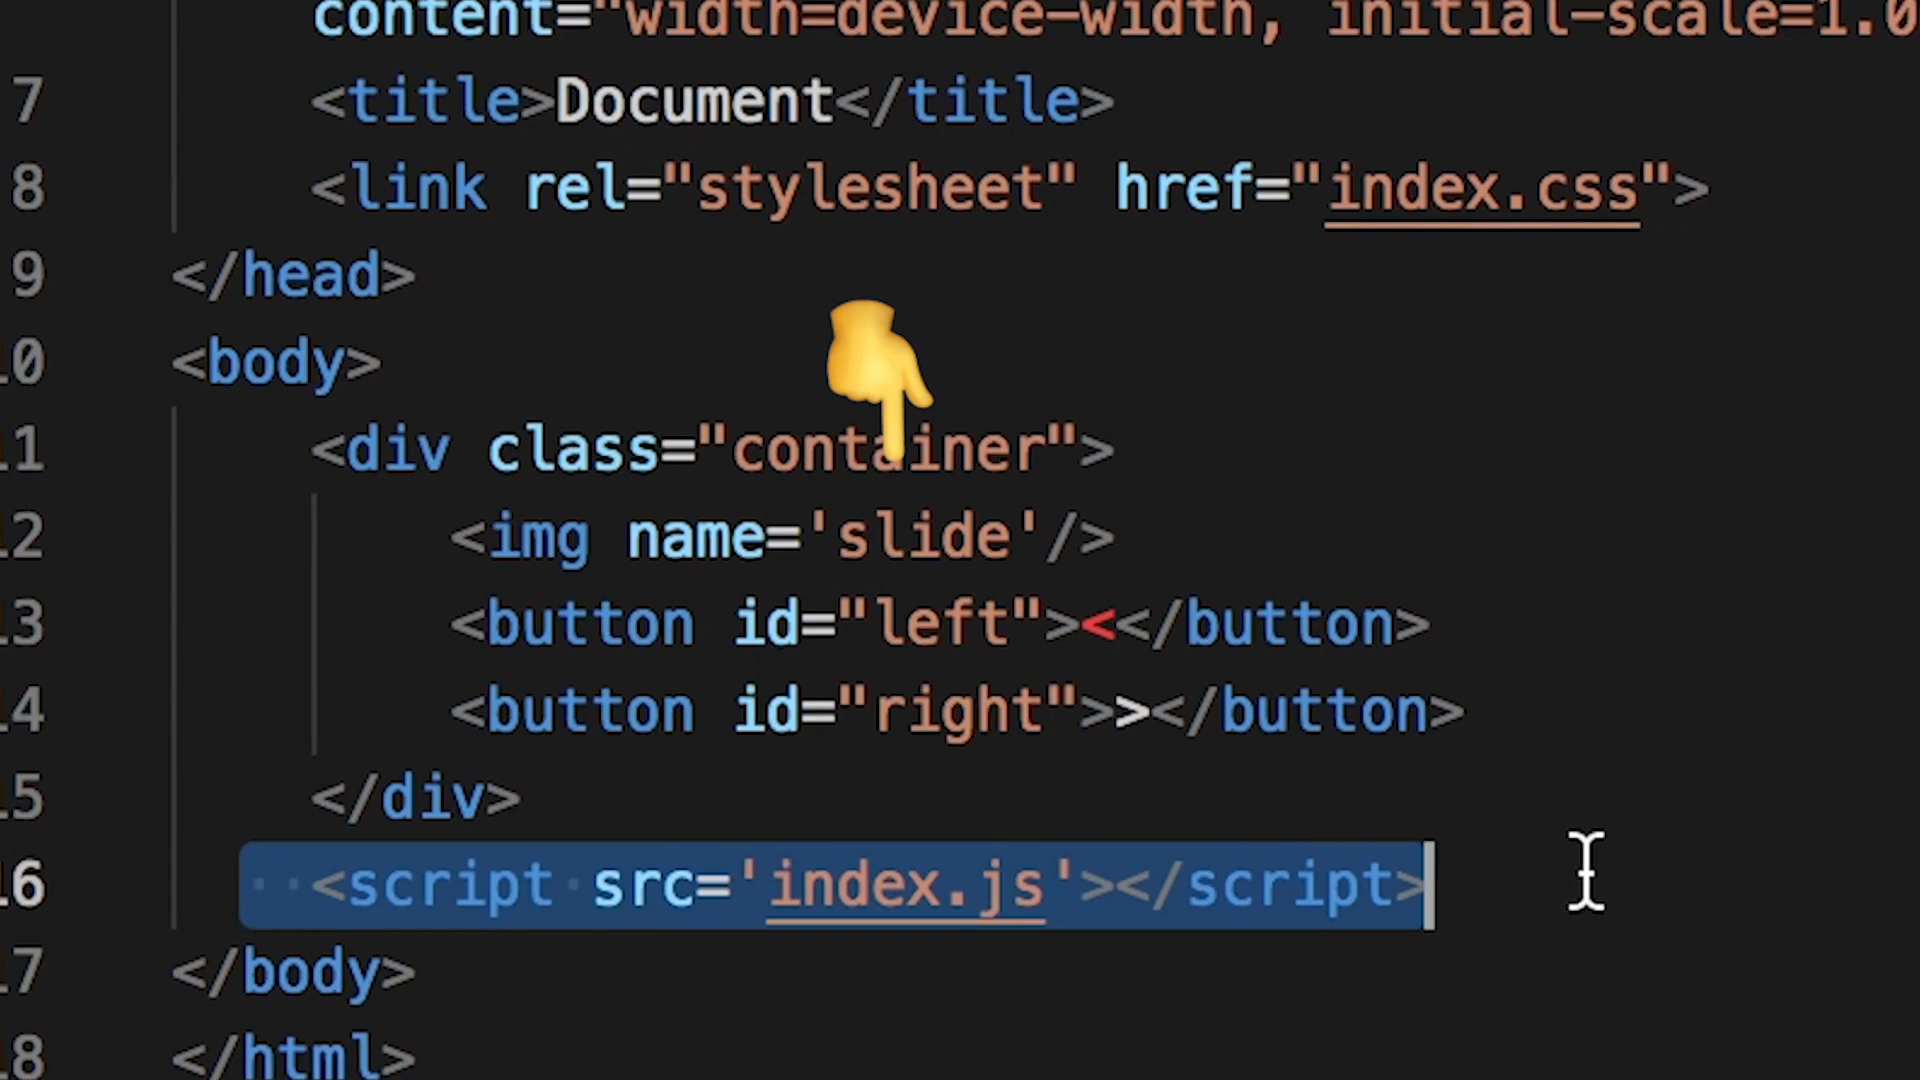 content="width=device-width, initial-scale=1.0
7 <title>Document</title>
8 <link rel="stylesheet" href="index.css">
9 </head>
10 <body>
11 <div class="container">
12 <img name='slide'/>
13 <button id="left"><</button>
14 <button id="right">></button>
15 </div>
16 <script src='index.js'></script>
17 </body>
18 </html>